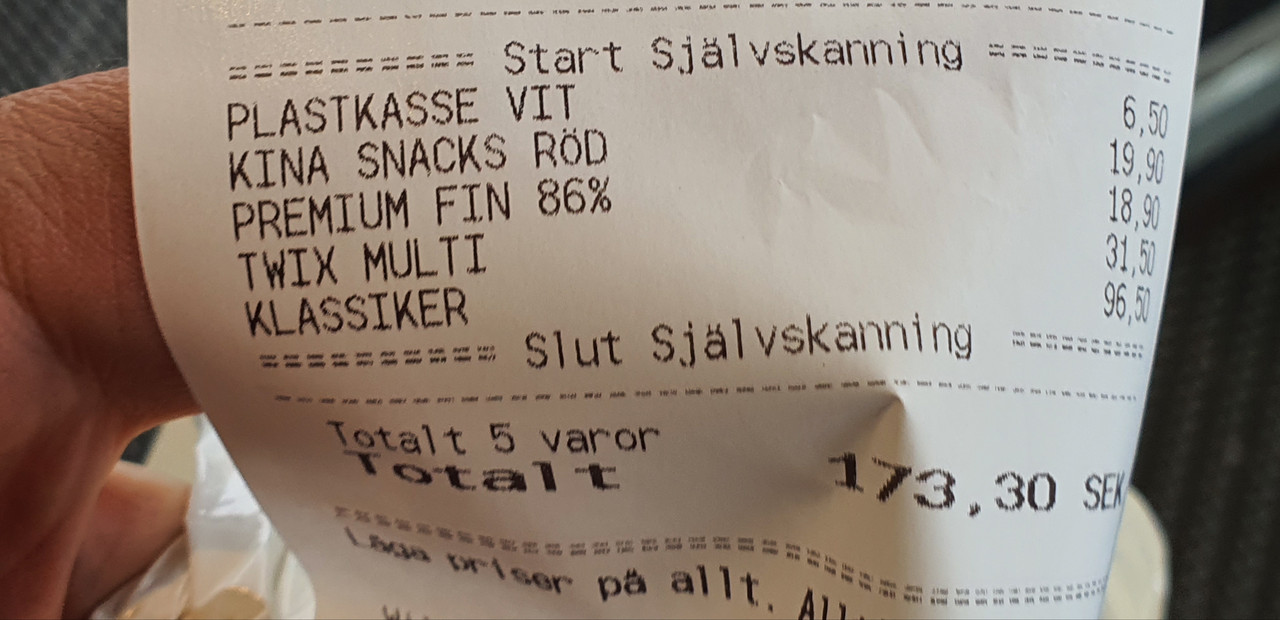 ========= Start Självskanning =========
PLASTKASSE VIT 6,50
KINA SNACKS RÖD 19,90
PREMIUM FIN 86% 18,90
TWIX MULTI 31,50
KLASSIKER 96,50
========= Slut Självskanning =======
Totalt 5 varor
Totalt 173,30 SEK
Låga priser på allt.